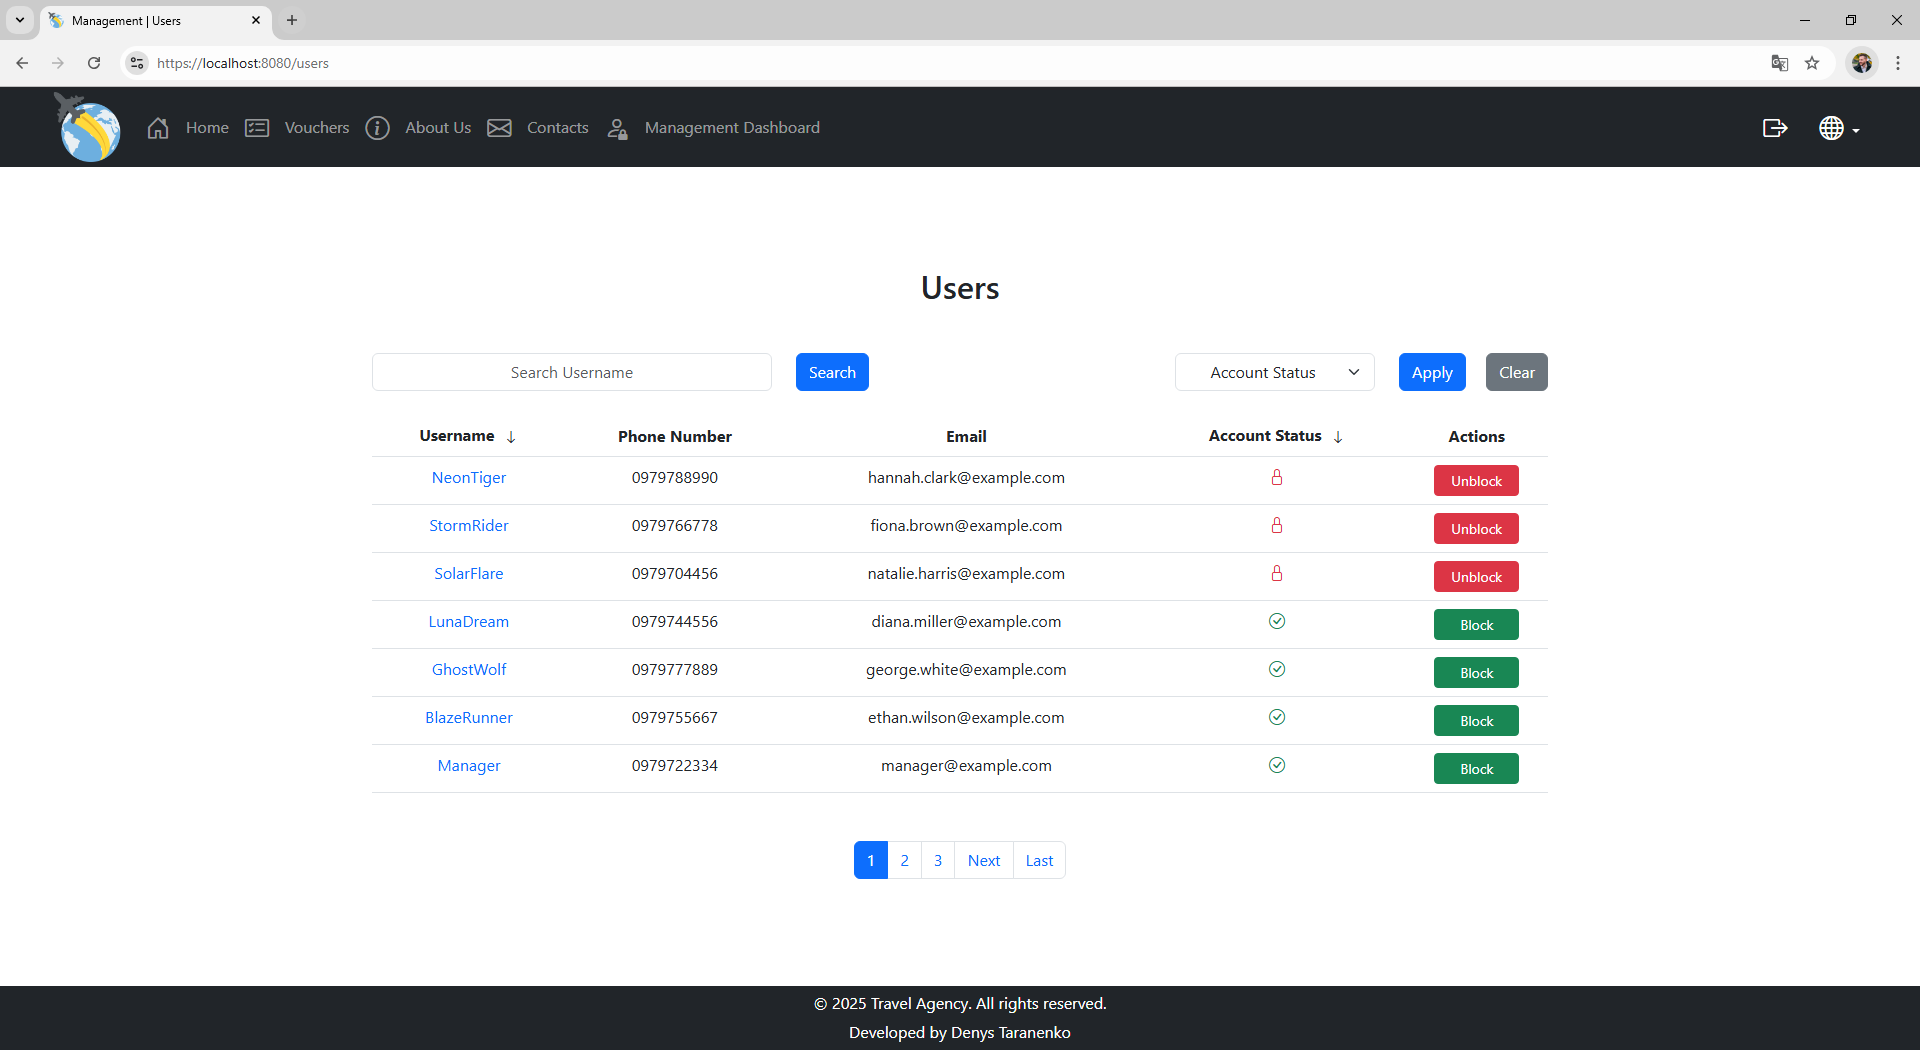 Management | Users
https://localhost:8080/users
Home Vouchers About Us Contacts Management Dashboard
Users
Search Username Search Account Status Apply Clear
Username Phone Number Email Account Status Actions
NeonTiger 0979788990 hannah.clark@example.com Unblock
StormRider 0979766778 fiona.brown@example.com Unblock
SolarFlare 0979704456 natalie.harris@example.com Unblock
LunaDream 0979744556 diana.miller@example.com Block
GhostWolf 0979777889 george.white@example.com Block
BlazeRunner 0979755667 ethan.wilson@example.com Block
Manager 0979722334 manager@example.com Block
1 2 3 Next Last
© 2025 Travel Agency. All rights reserved.
Developed by Denys Taranenko